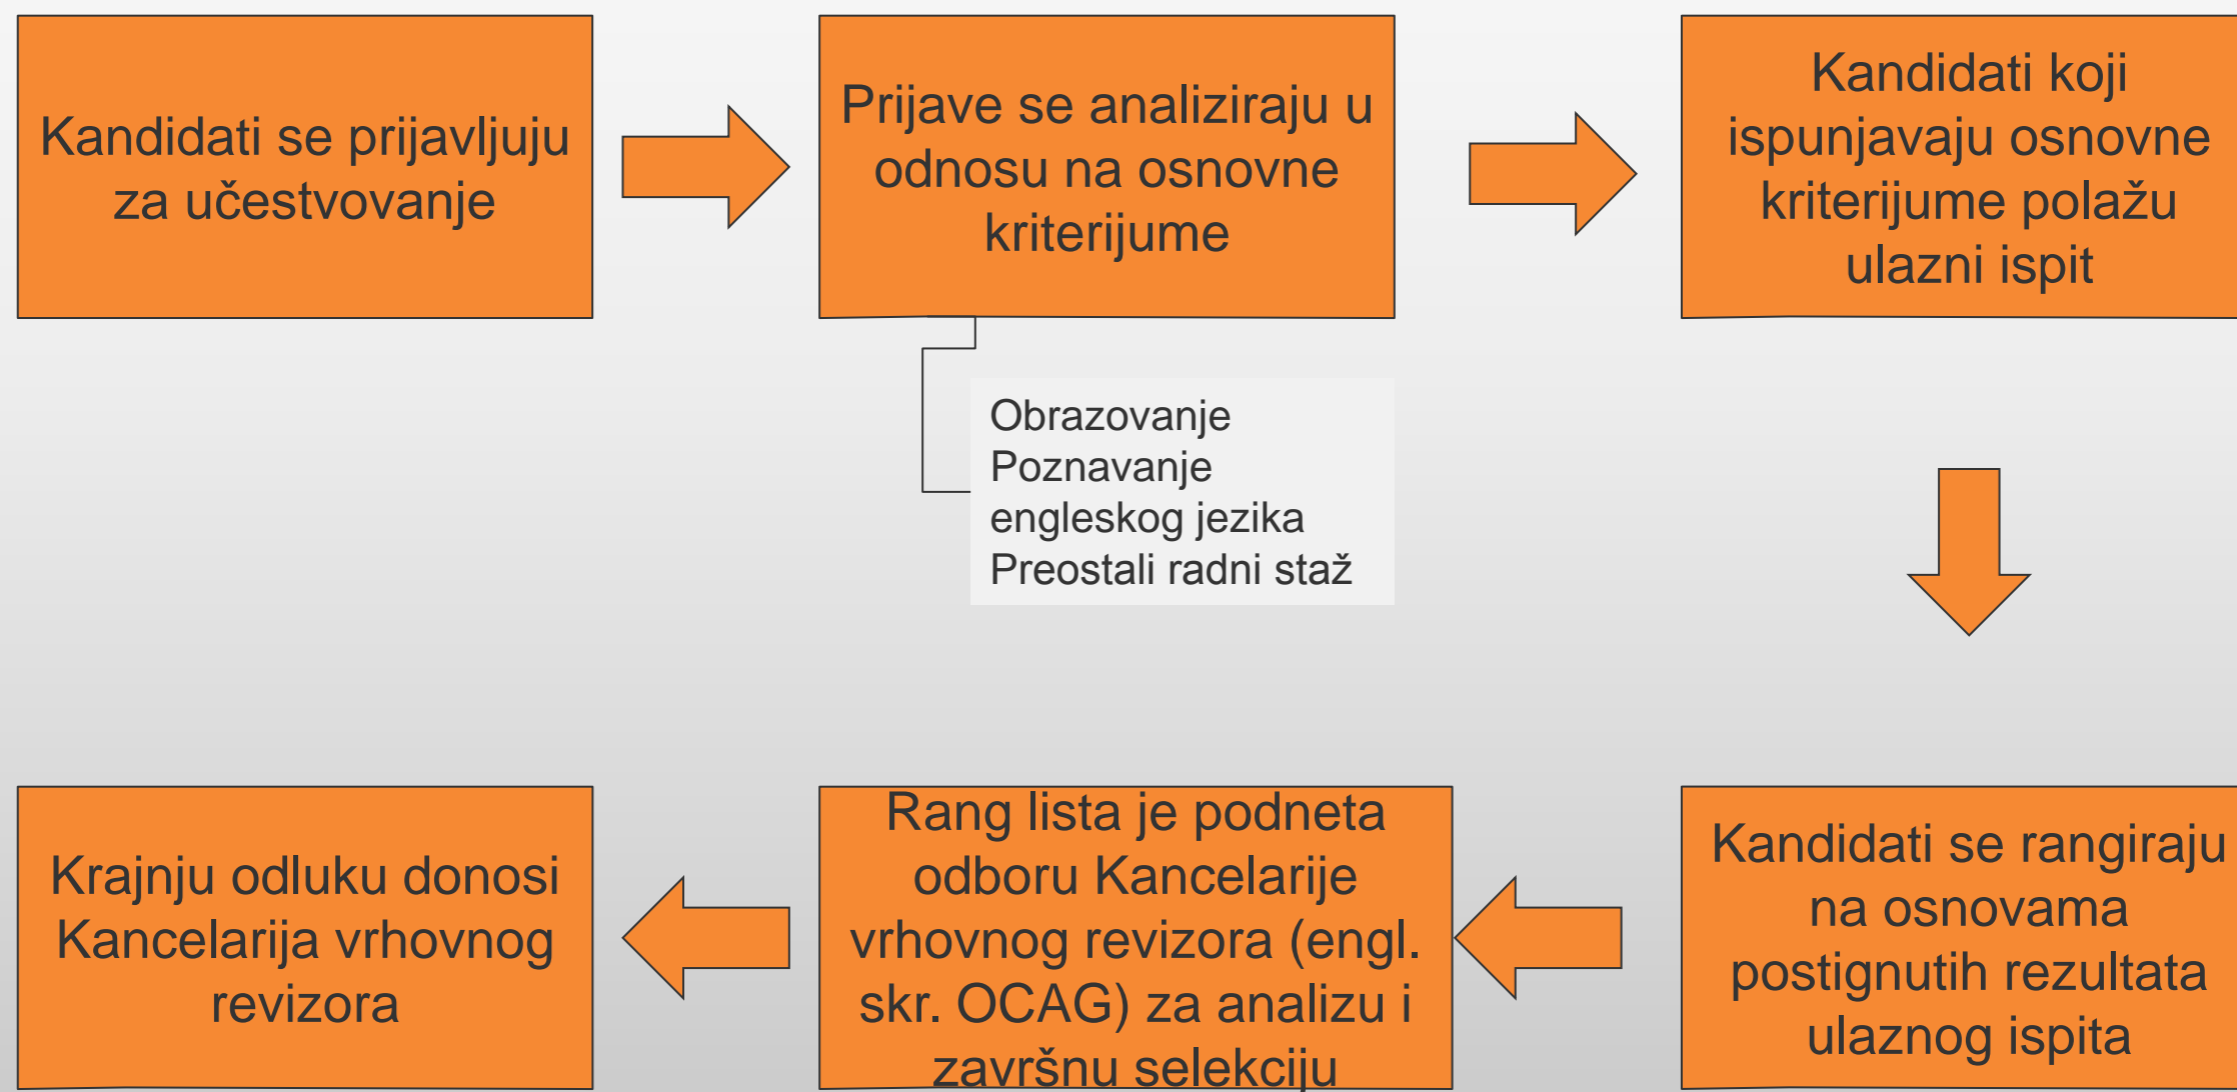 Kandidati se prijavljuju
za učestvovanje
Prijave se analiziraju u
odnosu na osnovne
kriterijume
Obrazovanje
Poznavanje
engleskog jezika
Preostali radni staž
Kandidati koji
ispunjavaju osnovne
kriterijume polažu
ulazni ispit
Kandidati se rangiraju
na osnovama
postignutih rezultata
ulaznog ispita
Rang lista je podneta
odboru Kancelarije
vrhovnog revizora (engl.
skr. OCAG) za analizu i
završnu selekciju
Krajnju odluku donosi
Kancelarija vrhovnog
revizora